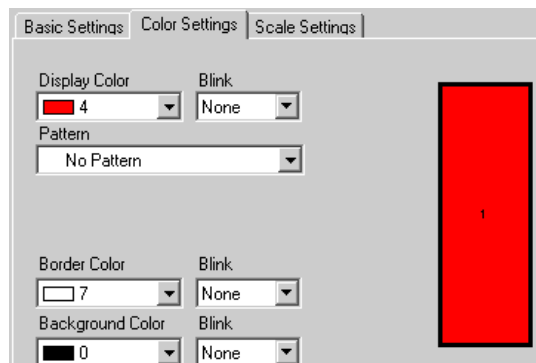 Basic Settings Color Settings Scale Settings
Display Color Blink
4 None
Pattern
No Pattern
1
Border Color Blink
7 None
Background Color Blink
0 None